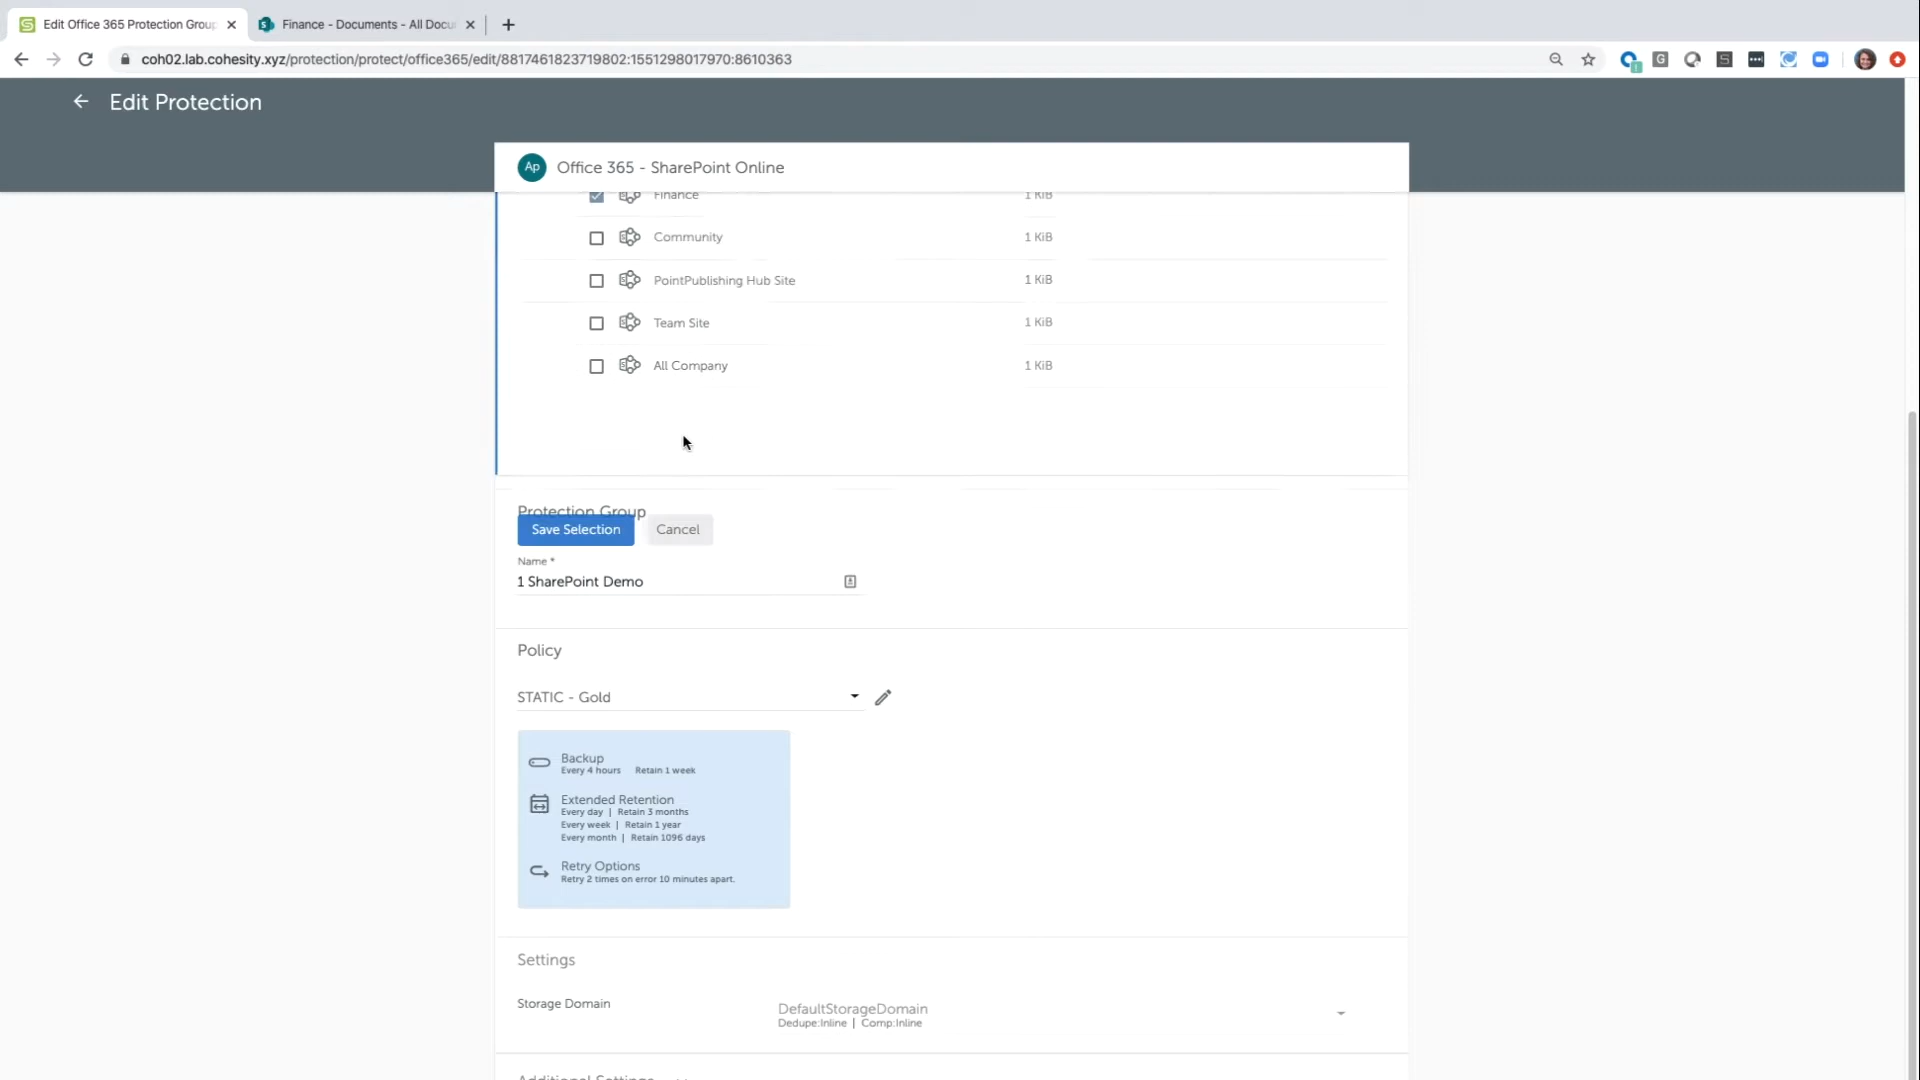 Edit Office 365 Protection Group
Finance - Documents - All Docu
coh02.lab.cohesity.xyz/protection/protect/office365/edit/8817461823719802:1551298017970:8610363
Edit Protection
Ap Office 365 - SharePoint Online
Finance 1 KiB
Community 1 KiB
PointPublishing Hub Site 1 KiB
Team Site 1 KiB
All Company 1 KiB
Protection Group
Save Selection Cancel
Name *
1 SharePoint Demo
Policy
STATIC - Gold
Backup
Every 4 hours Retain 1 week
Extended Retention
Every day | Retain 3 months
Every week | Retain 1 year
Every month | Retain 1096 days
Retry Options
Retry 2 times on error 10 minutes apart.
Settings
Storage Domain
DefaultStorageDomain
Dedupe:Inline | Comp:Inline
Additional Settings